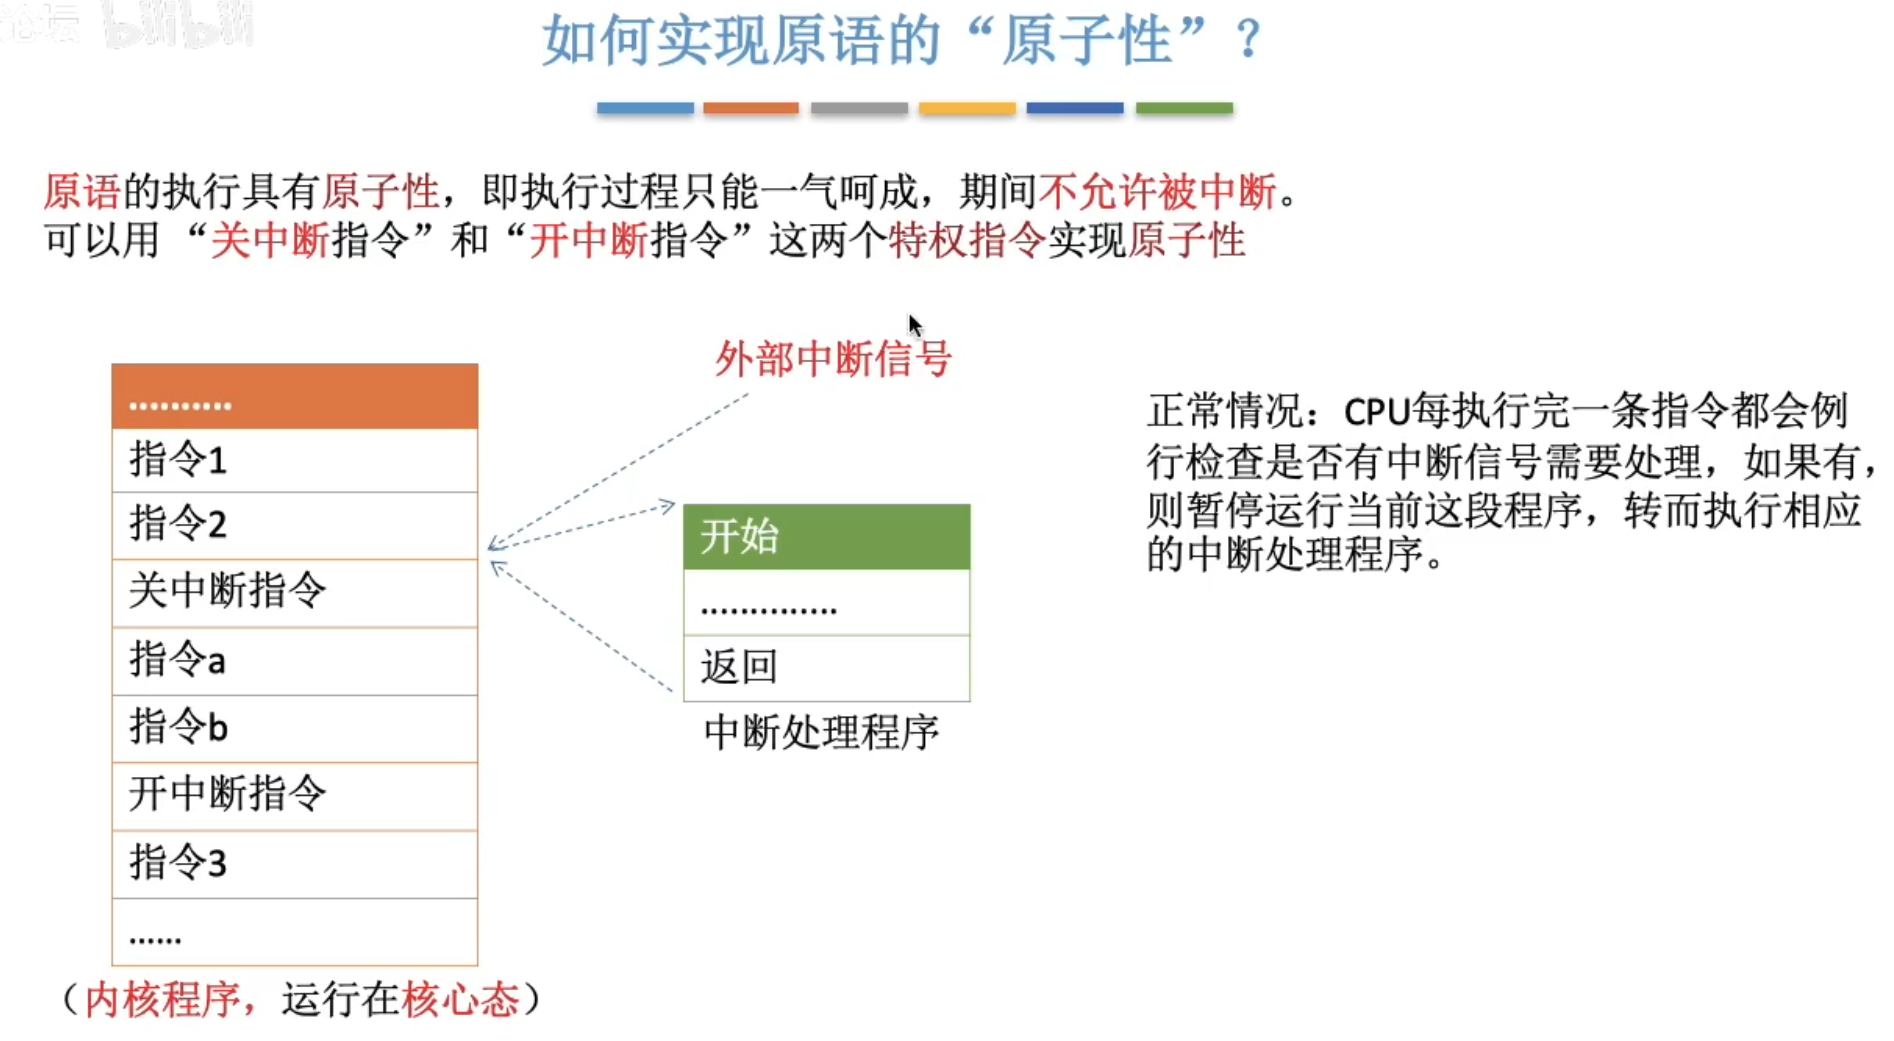 论坛 bilibili
如何实现原语的“原子性”？
原语的执行具有原子性，即执行过程只能一气呵成，期间不允许被中断。
可以用 “关中断指令”和“开中断指令”这两个特权指令实现原子性
外部中断信号
..........
指令1
指令2
关中断指令
指令a
指令b
开中断指令
指令3
......
（内核程序，运行在核心态）
开始
..............
返回
中断处理程序
正常情况：CPU每执行完一条指令都会例
行检查是否有中断信号需要处理，如果有，
则暂停运行当前这段程序，转而执行相应
的中断处理程序。